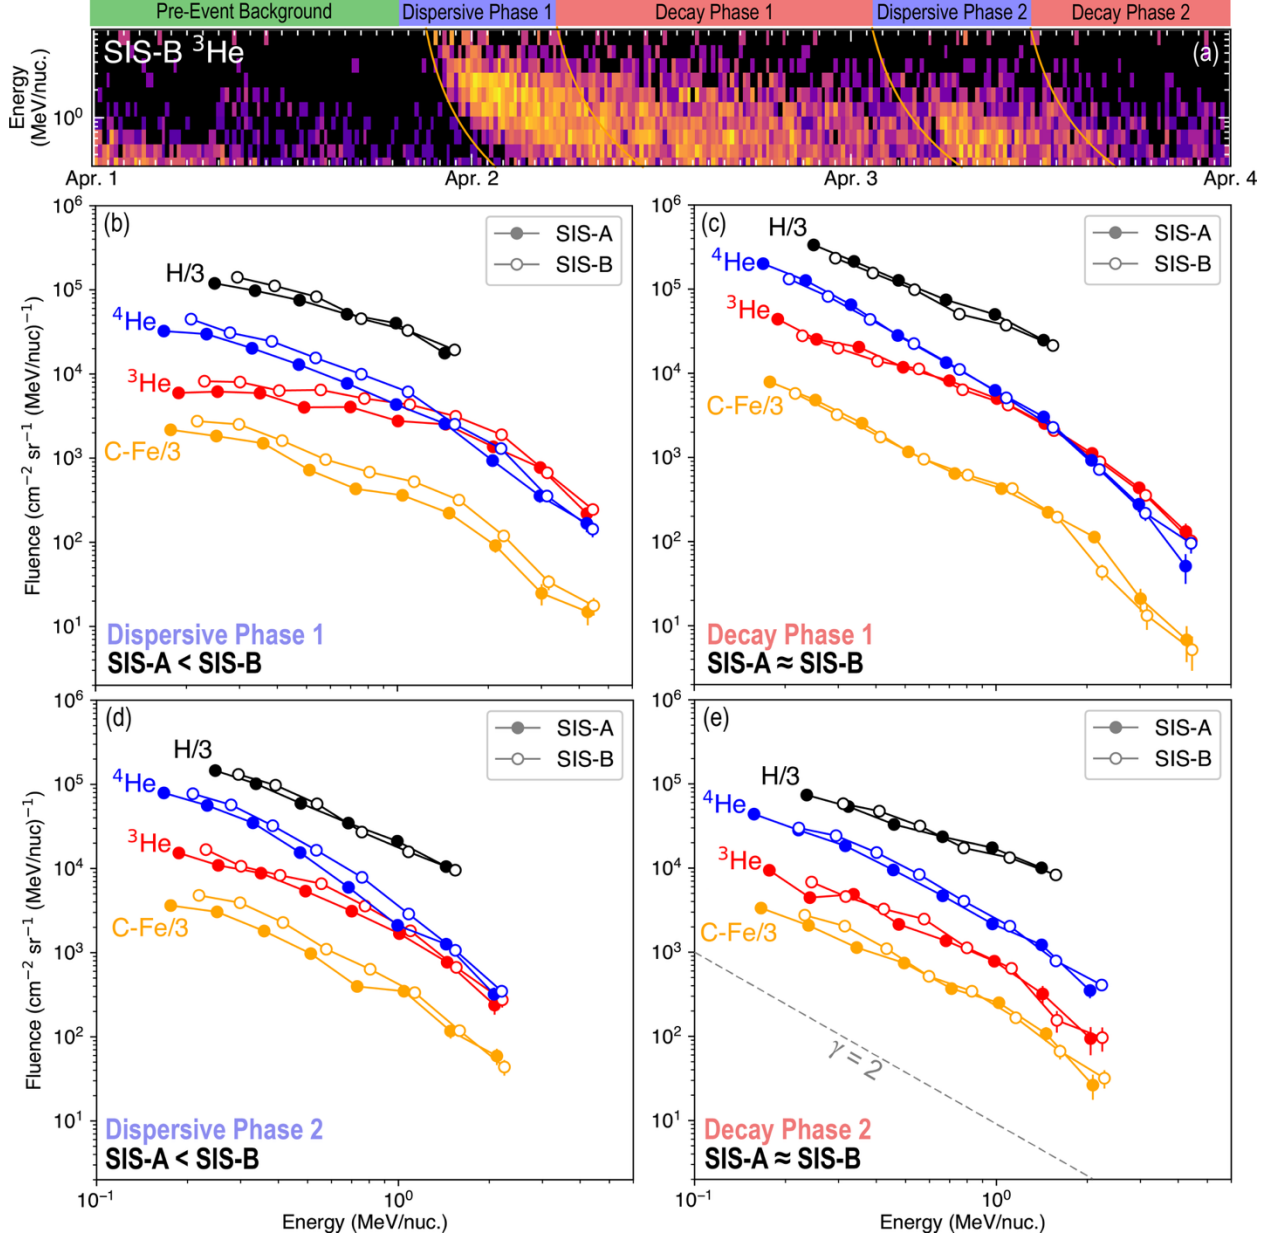 Pre-Event Background Dispersive Phase 1 Decay Phase 1 Dispersive Phase 2 Decay Phase 2
SIS-B ³He (a)
Energy
(MeV/nuc.)
10⁰
Apr. 1 Apr. 2 Apr. 3 Apr. 4
(b)
SIS-A
SIS-B
H/3
⁴He
³He
C-Fe/3
Dispersive Phase 1
SIS-A < SIS-B
10⁶
10⁵
10⁴
10³
10²
10¹
Fluence (cm⁻² sr⁻¹ (MeV/nuc)⁻¹)
(c)
SIS-A
SIS-B
H/3
⁴He
³He
C-Fe/3
Decay Phase 1
SIS-A ≈ SIS-B
10⁶
10⁵
10⁴
10³
10²
10¹
(d)
SIS-A
SIS-B
H/3
⁴He
³He
C-Fe/3
Dispersive Phase 2
SIS-A < SIS-B
10⁶
10⁵
10⁴
10³
10²
10¹
Fluence (cm⁻² sr⁻¹ (MeV/nuc)⁻¹)
10⁻¹ 10⁰
Energy (MeV/nuc.)
(e)
SIS-A
SIS-B
H/3
⁴He
³He
C-Fe/3
γ = 2
Decay Phase 2
SIS-A ≈ SIS-B
10⁶
10⁵
10⁴
10³
10²
10¹
10⁻¹ 10⁰
Energy (MeV/nuc.)